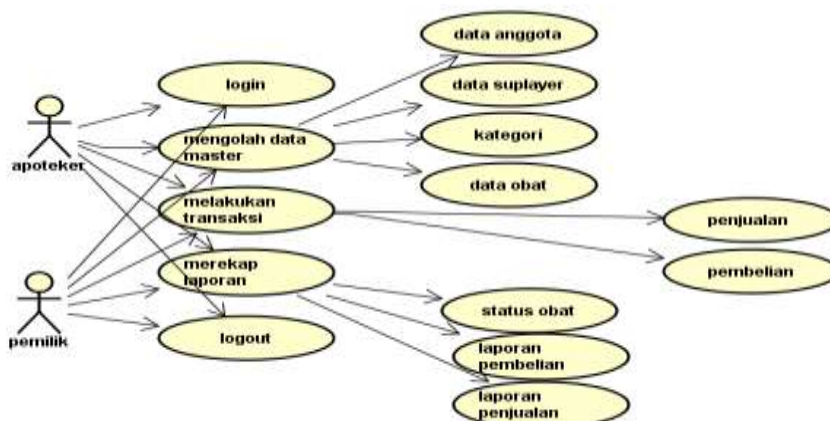 data anggota
login
data suplayer
mengolah data
master
kategori
apoteker
data obat
melakukan
transaksi
penjualan
merekap
laporan
pembelian
pemilik
status obat
logout
laporan
pembelian
laporan
penjualan